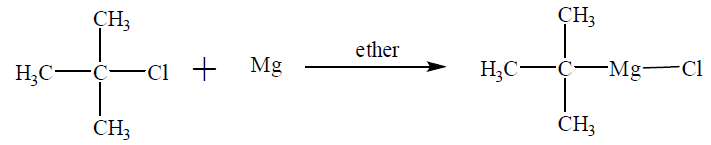 CH3 CH3
ether
H3C C Cl + Mg H3C C Mg Cl
CH3 CH3